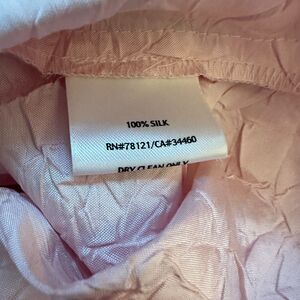 100% SILK
RN#78121/CA#34460
DRY CLEAN ONLY